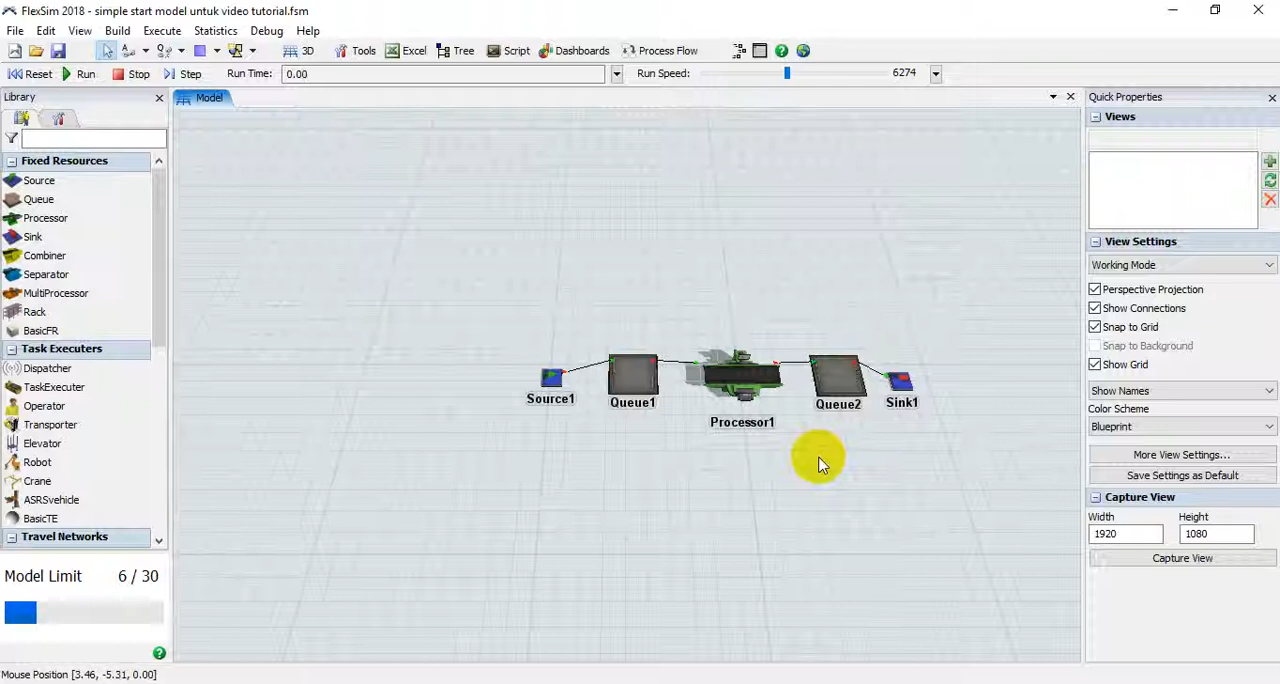 FlexSim 2018 - simple start model untuk video tutorial.fsm
File Edit View Build Execute Statistics Debug Help
3D Tools Excel Tree Script Dashboards Process Flow
Reset Run Stop Step Run Time: 0.00 Run Speed: 6274
Library
Model
Quick Properties
Fixed Resources
Source
Queue
Processor
Sink
Combiner
Separator
MultiProcessor
Rack
BasicFR
Task Executers
Dispatcher
TaskExecuter
Operator
Transporter
Elevator
Robot
Crane
ASRSvehicle
BasicTE
Travel Networks
Model Limit 6 / 30
Source1
Queue1
Processor1
Queue2
Sink1
Views
View Settings
Working Mode
Perspective Projection
Show Connections
Snap to Grid
Snap to Background
Show Grid
Show Names
Color Scheme
Blueprint
More View Settings...
Save Settings as Default
Capture View
Width Height
1920 1080
Capture View
Mouse Position [3.46, -5.31, 0.00]